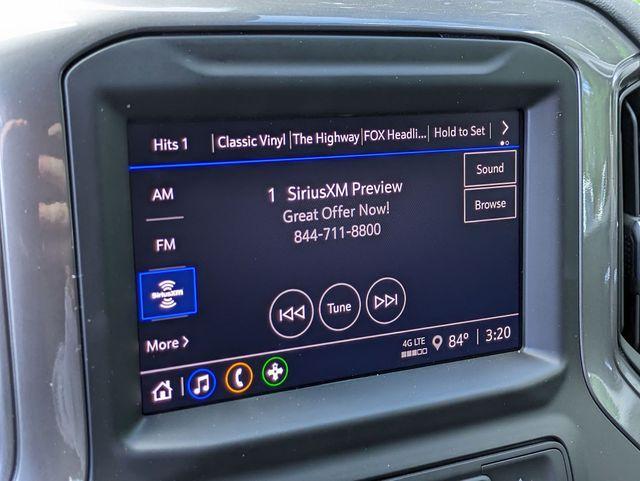 Hits 1 Classic Vinyl The Highway FOX Headli... Hold to Set >
AM
1 SiriusXM Preview
Sound
Great Offer Now!
Browse
844-711-8800
FM
SiriusXM
Tune
More >
4G LTE
84° 3:20